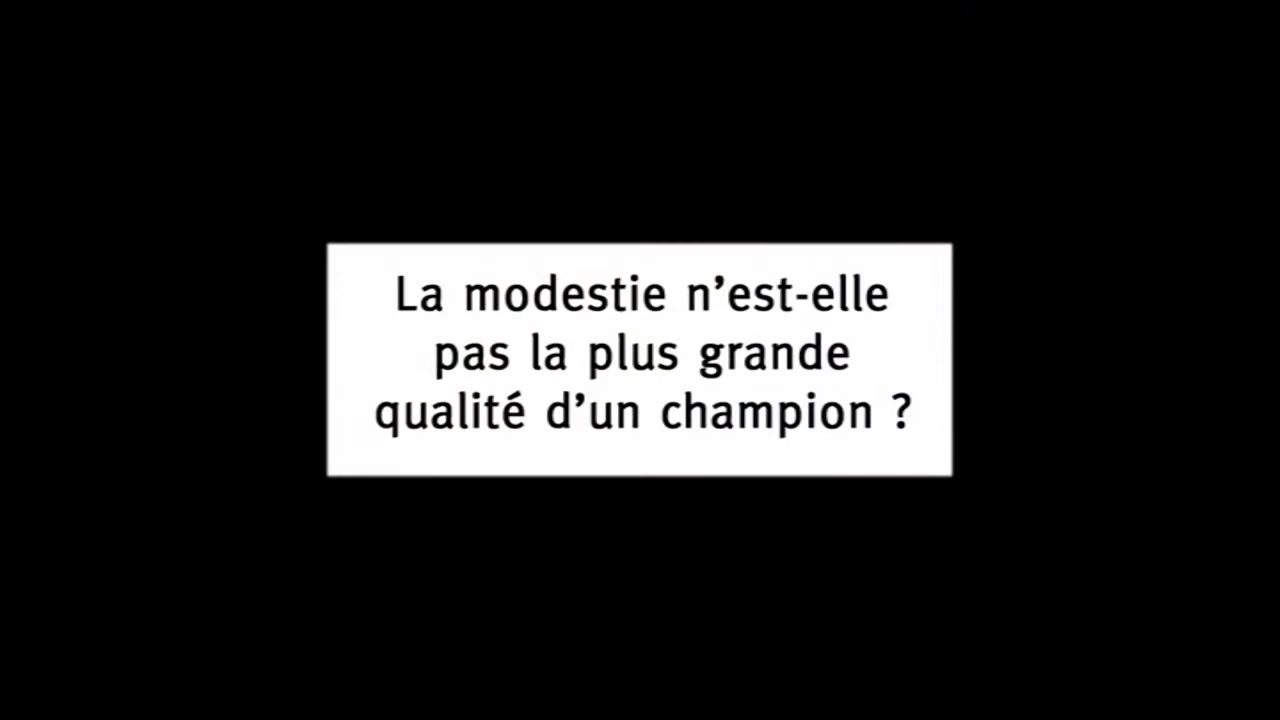 La modestie n’est-elle
pas la plus grande
qualité d’un champion ?